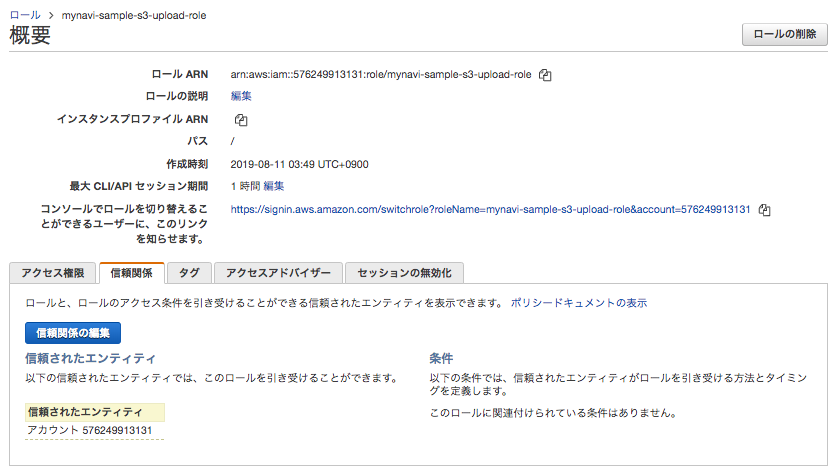 ロール > mynavi-sample-s3-upload-role
概要
ロールの削除
ロール ARN arn:aws:iam::576249913131:role/mynavi-sample-s3-upload-role
ロールの説明 編集
インスタンスプロファイル ARN
パス /
作成時刻 2019-08-11 03:49 UTC+0900
最大 CLI/API セッション期間 1 時間 編集
コンソールでロールを切り替えるこ
とができるユーザーに、このリンク
を知らせます。
https://signin.aws.amazon.com/switchrole?roleName=mynavi-sample-s3-upload-role&account=576249913131
アクセス権限 信頼関係 タグ アクセスアドバイザー セッションの無効化
ロールと、ロールのアクセス条件を引き受けることができる信頼されたエンティティを表示できます。 ポリシードキュメントの表示
信頼関係の編集
信頼されたエンティティ
以下の信頼されたエンティティでは、このロールを引き受けることができます。
信頼されたエンティティ
アカウント 576249913131
条件
以下の条件では、信頼されたエンティティがロールを引き受ける方法とタイミン
グを定義します。
このロールに関連付けられている条件はありません。